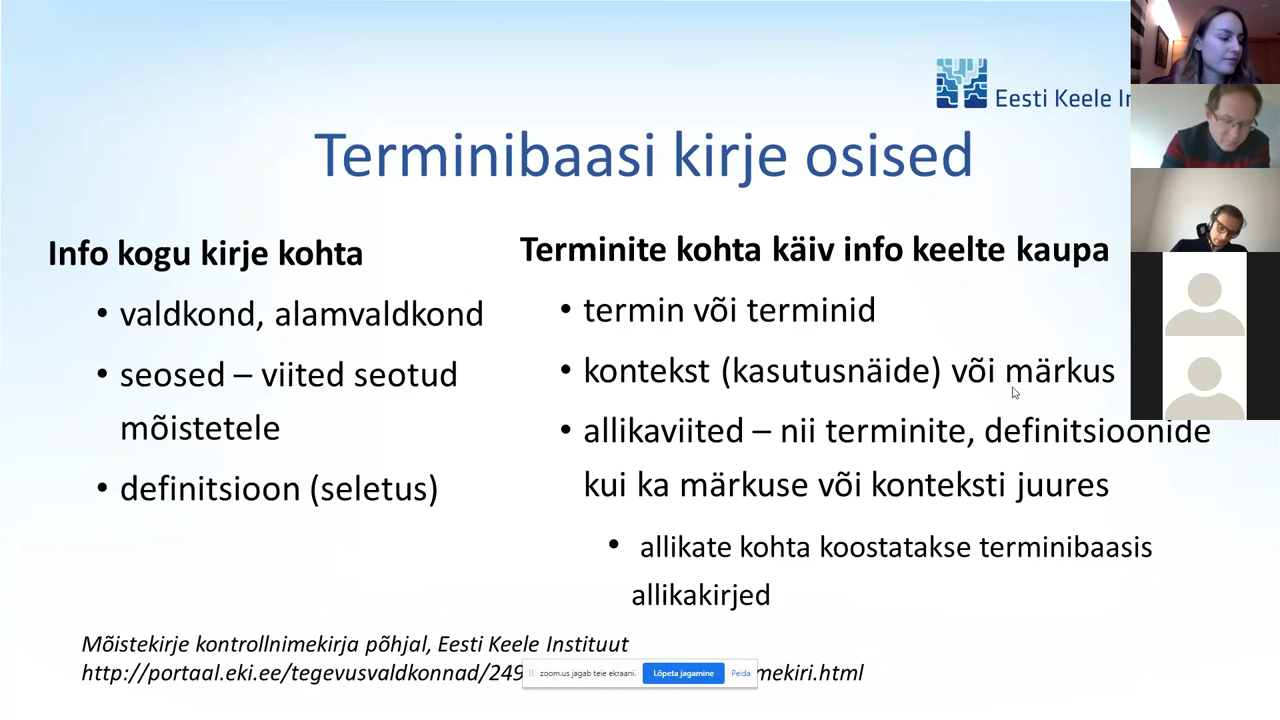 Eesti Keele
Terminibaasi kirje osised
Info kogu kirje kohta
• valdkond, alamvaldkond
• seosed – viited seotud
mõistetele
• definitsioon (seletus)
Terminite kohta käiv info keelte kaupa
• termin või terminid
• kontekst (kasutusnäide) või märkus
• allikaviited – nii terminite, definitsioonide
kui ka märkuse või konteksti juures
• allikate kohta koostatakse terminibaasis
allikakirjed
Mõistekirje kontrollnimekirja põhjal, Eesti Keele Instituut
http://portaal.eki.ee/tegevusvaldkonnad/249 mekiri.html
zoom.us jagab teie ekraani. Lõpeta jagamine Peida